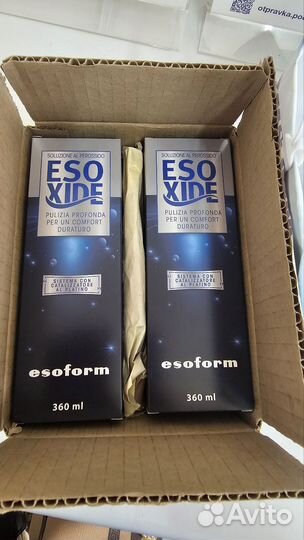 otpravka.po
SOLUZIONE AL PEROSSIDO
ESO
XIDE
PULIZIA PROFONDA
PER UN COMFORT
DURATURO
SISTEMA CON
CATALIZZATORE
AL PLATINO
esoform
360 ml
SOLUZIONE AL PEROSSIDO
ESO
XIDE
PULIZIA PROFONDA
PER UN COMFORT
DURATURO
SISTEMA CON
CATALIZZATORE
AL PLATINO
esoform
360 ml
Avito